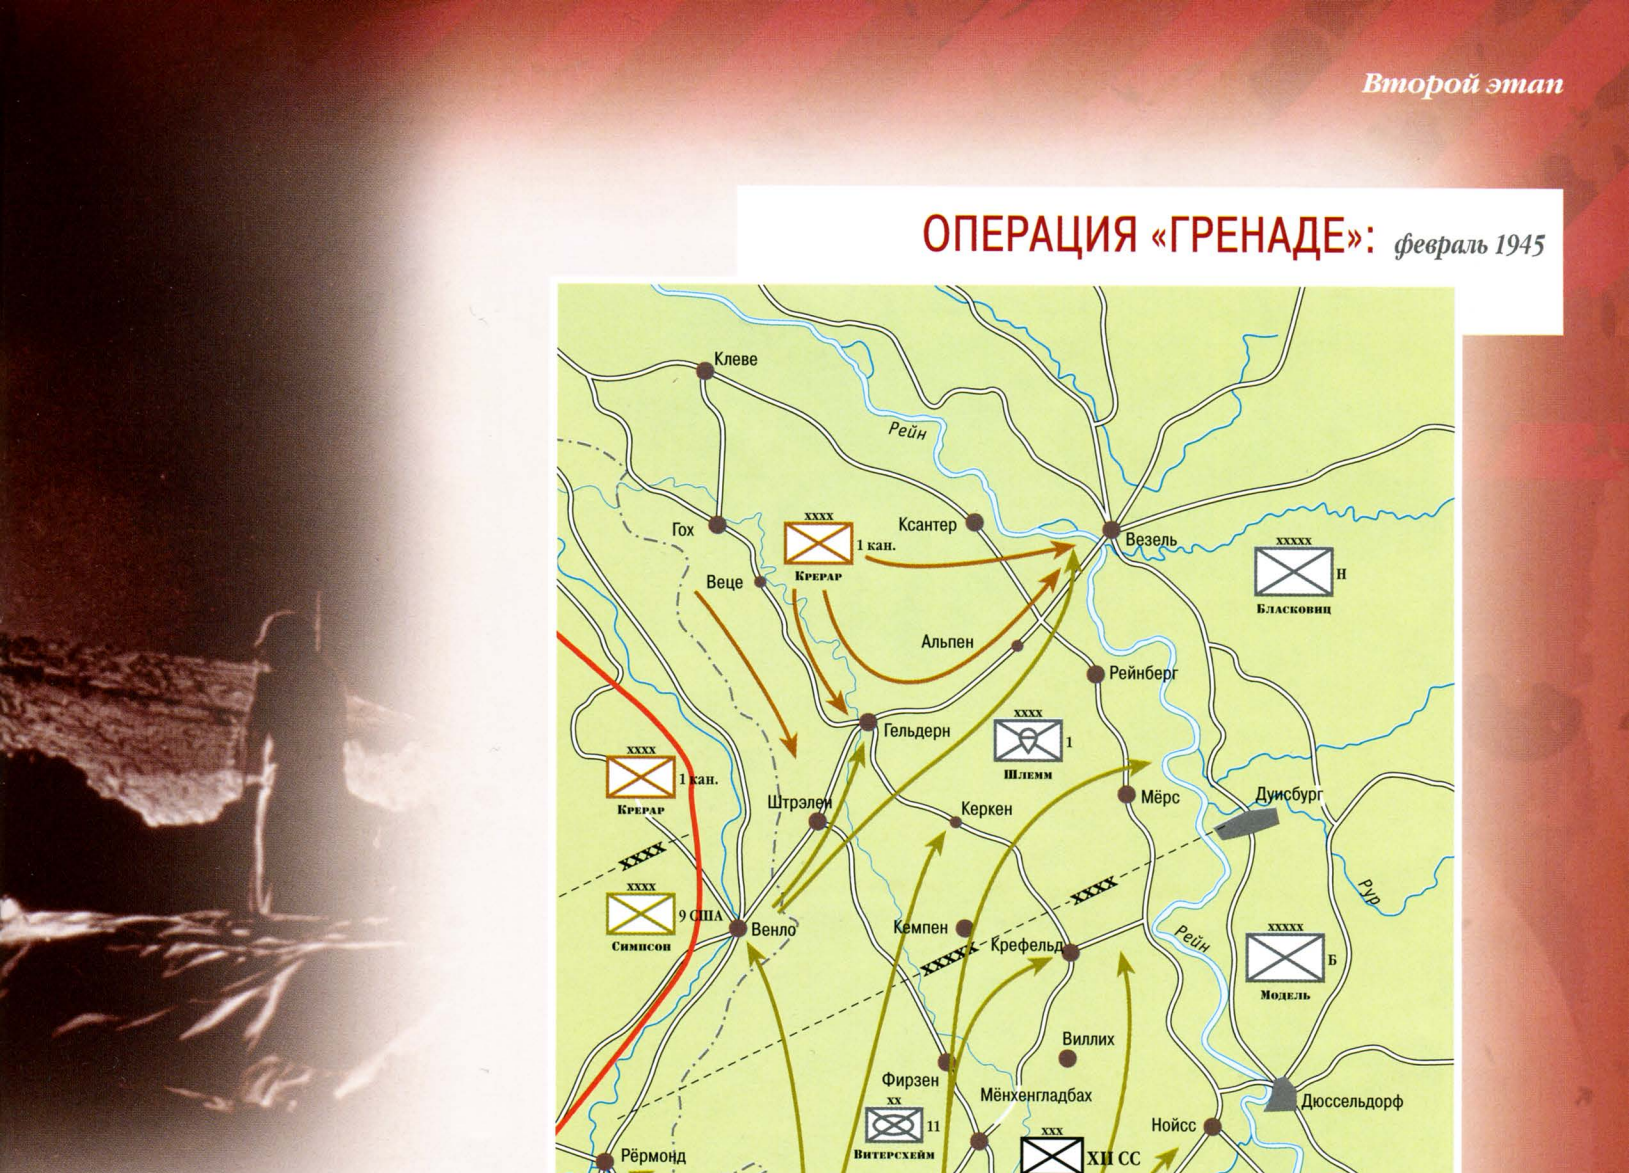 Второй этап
ОПЕРАЦИЯ «ГРЕНАДЕ»: февраль 1945
Клеве
Рейн
Гох
xxxx
1 кан.
Крерар
Ксантер
Везель
xxxxx
Н
Бласковиц
Веце
Альпен
Рейнберг
Гельдерн
xxxx
1
Шлемм
xxxx
1 кан.
Крерар
Штрэлен
Керкен
Мёрс
Дуисбург
XXXX
xxxx
9 США
Симпсон
XXXX
Рур
Венло
Кемпен
Крефельд
XXXXX
Рейн
xxxxx
Б
Модель
Виллих
Фирзен
Мёнхенгладбах
Дюссельдорф
xx
11
Витерсхейм
Нойсс
xxx
XII СС
Рёрмонд